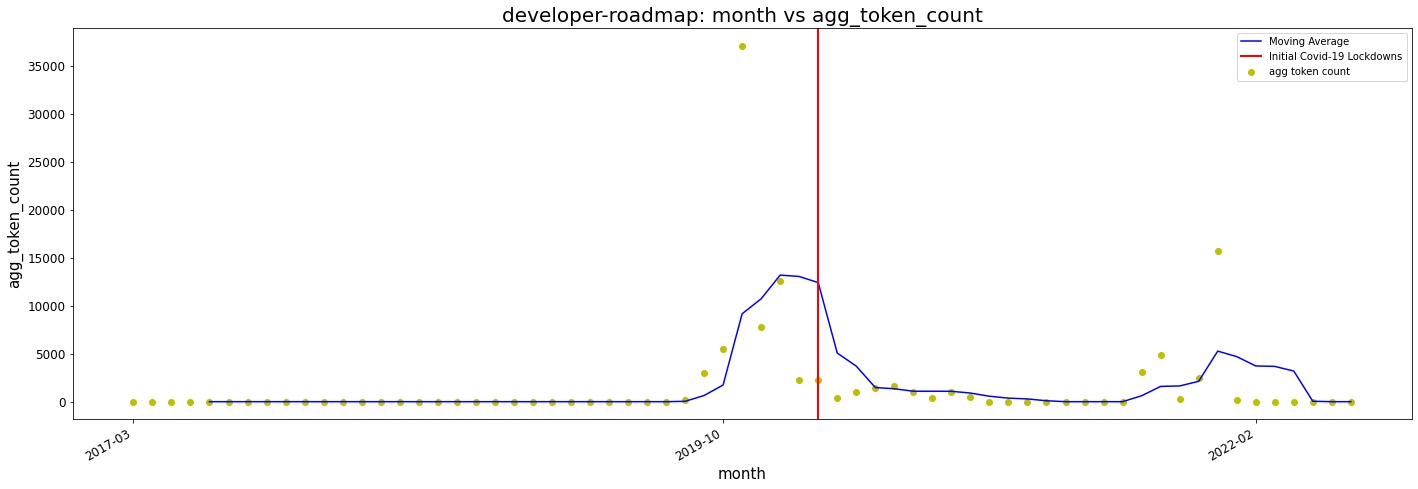 developer-roadmap: month vs agg_token_count
Moving Average
Initial Covid-19 Lockdowns
agg token count
agg_token_count
35000
30000
25000
20000
15000
10000
5000
0
2017-03
2019-10
2022-02
month